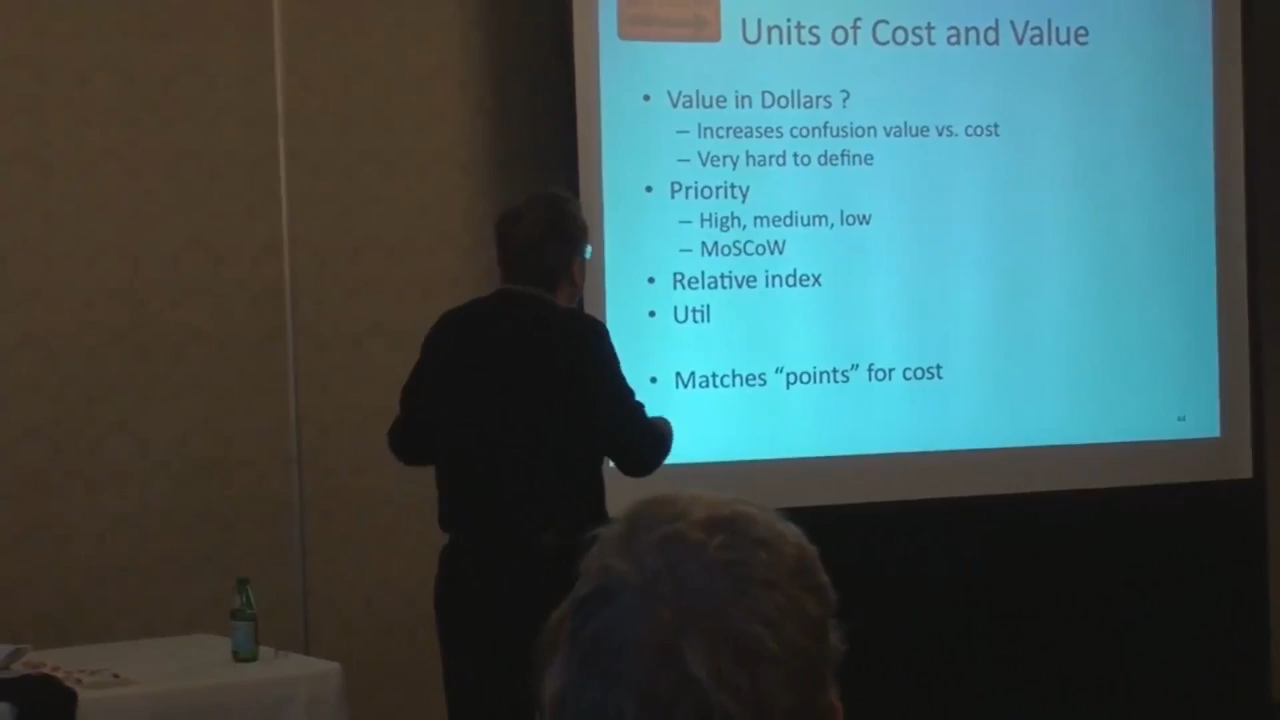 Units of Cost and Value
• Value in Dollars ?
– Increases confusion value vs. cost
– Very hard to define
• Priority
– High, medium, low
– MoSCoW
• Relative index
• Util
• Matches “points” for cost
44